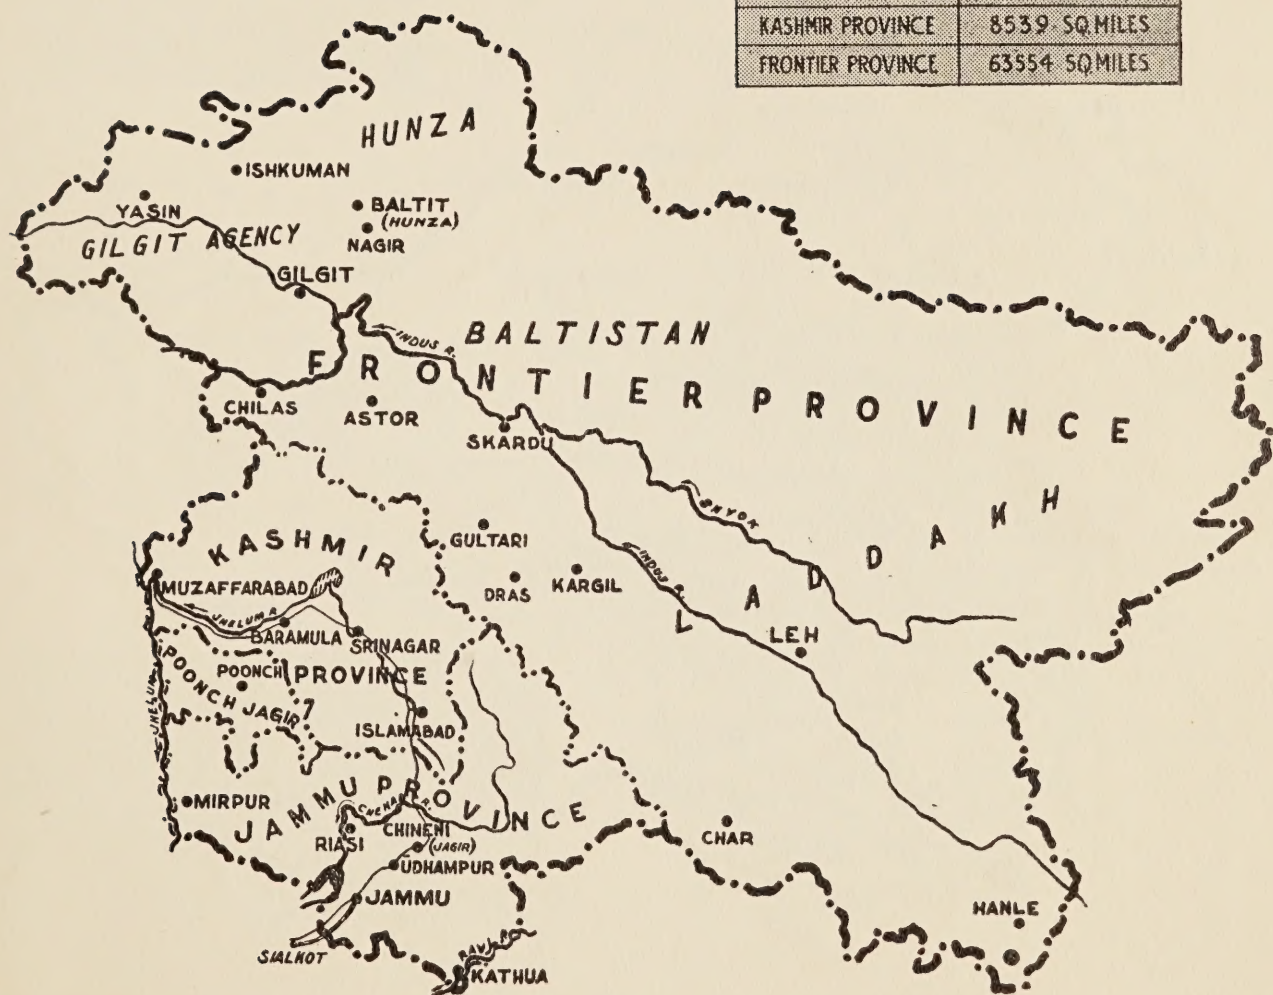 KASHMIR PROVINCE 8539 SQ.MILES
FRONTIER PROVINCE 63554 SQ.MILES
HUNZA
ISHKUMAN
YASIN
BALTIT
(HUNZA)
NAGIR
GILGIT AGENCY
GILGIT
INDUS R.
BALTISTAN
FRONTIER PROVINCE
CHILAS
ASTOR
SKARDU
SHYOK
LADDAKH
KASHMIR
GULTARI
MUZAFFARABAD
DRAS
KARGIL
INDUS R.
JHELUM R.
BARAMULA
SRINAGAR
LEH
POONCH
PROVINCE
POONCH JAGIR
JHELUM
ISLAMABAD
MIRPUR
JAMMU PROVINCE
CHENAB R.
RIASI
CHINENI
(JAGIR)
UDHAMPUR
CHAR
JAMMU
HANLE
SIALKOT
RAVI R.
KATHUA